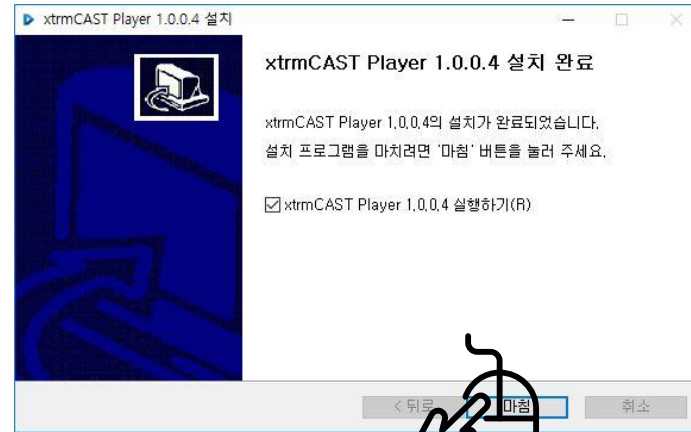 xtrmCAST Player 1.0.0.4 설치
xtrmCAST Player 1.0.0.4 설치 완료
xtrmCAST Player 1.0.0.4의 설치가 완료되었습니다.
설치 프로그램을 마치려면 '마침' 버튼을 눌러 주세요.
xtrmCAST Player 1.0.0.4 실행하기(R)
< 뒤로 마침 취소